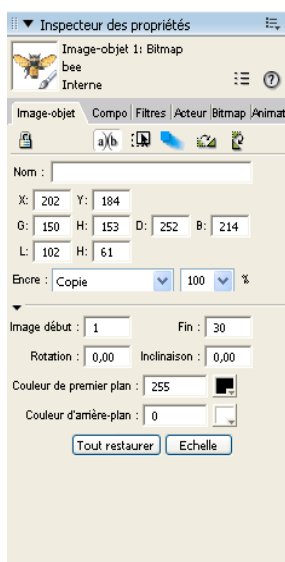 Inspecteur des propriétés
Image-objet 1: Bitmap
bee
Interne
Image-objet Compo Filtres Acteur Bitmap Animat
a)(b
Nom :
X: 202 Y: 184
G: 150 H: 153 D: 252 B: 214
L: 102 H: 61
Encre : Copie 100 %
Image début : 1 Fin : 30
Rotation : 0,00 Inclinaison : 0,00
Couleur de premier plan : 255
Couleur d'arrière-plan : 0
Tout restaurer Echelle